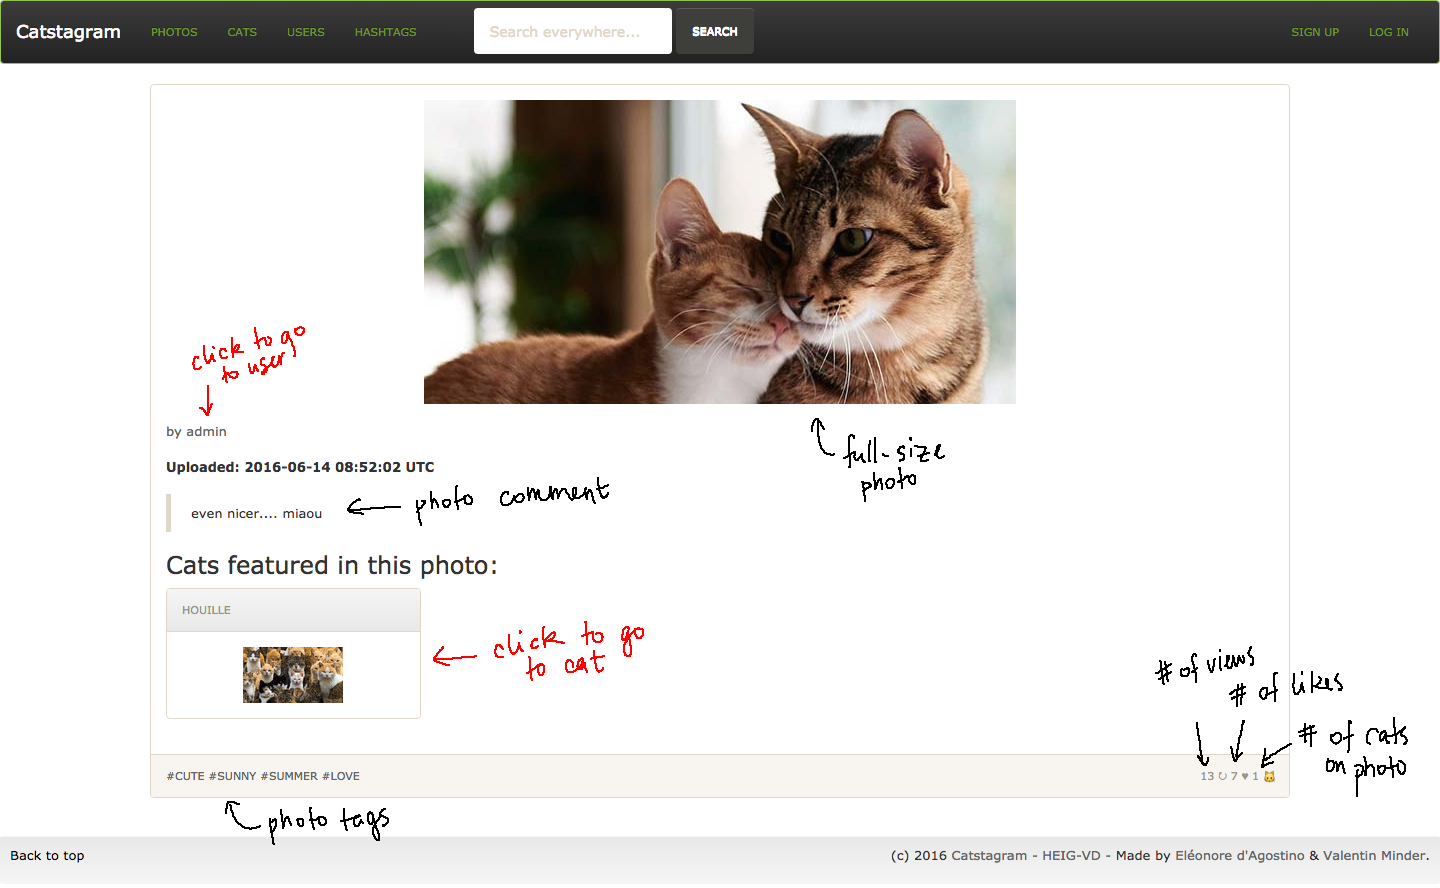 Catstagram PHOTOS CATS USERS HASHTAGS Search everywhere... SEARCH SIGN UP LOG IN
click to go
to user
by admin
full-size
photo
Uploaded: 2016-06-14 08:52:02 UTC
photo comment
even nicer.... miaou
Cats featured in this photo:
HOUILLE
click to go
to cat
# of views
# of likes
# of cats
on photo
#CUTE #SUNNY #SUMMER #LOVE
13 ↻ 7 ♥ 1 🐱
photo tags
Back to top
(c) 2016 Catstagram - HEIG-VD - Made by Eléonore d'Agostino & Valentin Minder.